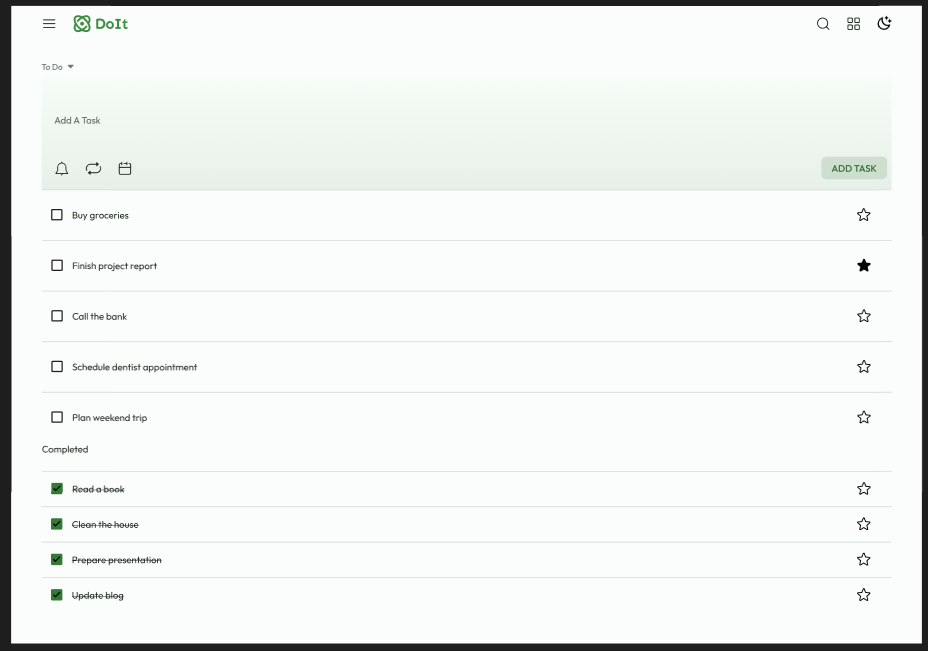 DoIt
To Do
Add A Task
ADD TASK
Buy groceries
Finish project report
Call the bank
Schedule dentist appointment
Plan weekend trip
Completed
Read a book
Clean the house
Prepare presentation
Update blog